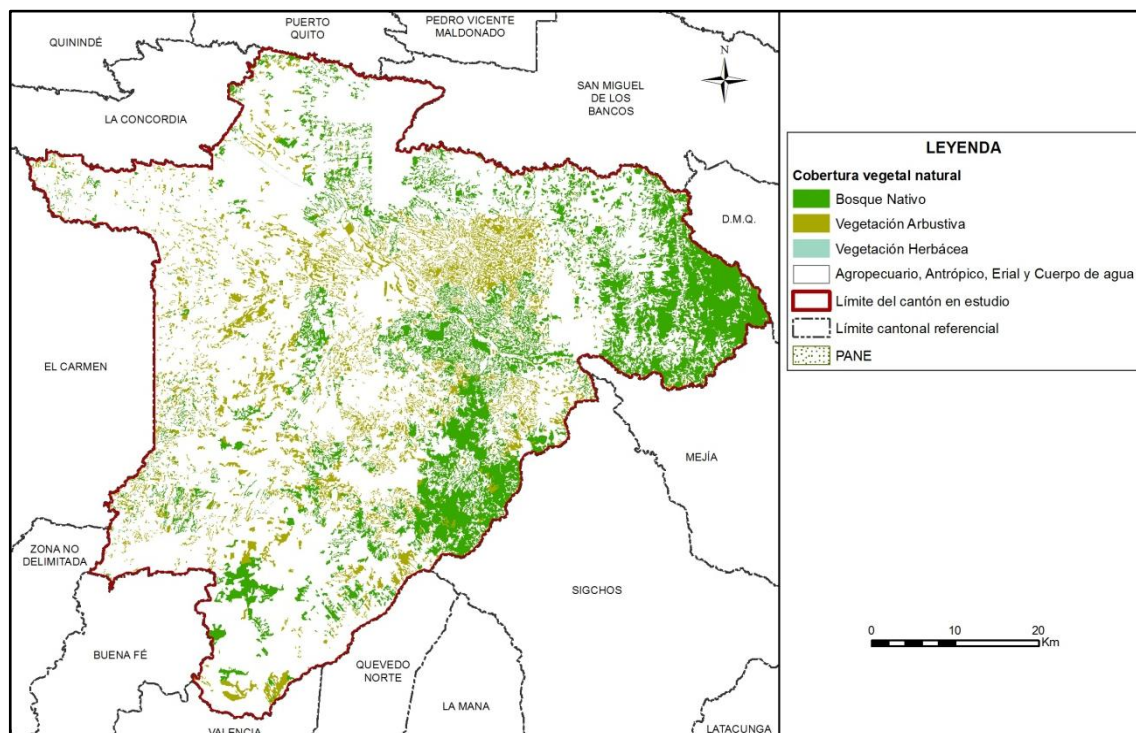 PUERTO
QUITO
PEDRO VICENTE
MALDONADO
QUININDÉ
N
SAN MIGUEL
DE LOS
BANCOS
LA CONCORDIA
D.M.Q.
EL CARMEN
MEJÍA
ZONA NO
DELIMITADA
SIGCHOS
BUENA FÉ
QUEVEDO
NORTE
LA MANA
VALENCIA
LATACUNGA
LEYENDA
Cobertura vegetal natural
Bosque Nativo
Vegetación Arbustiva
Vegetación Herbácea
Agropecuario, Antrópico, Erial y Cuerpo de agua
Límite del cantón en estudio
Límite cantonal referencial
PANE
0 10 20
Km